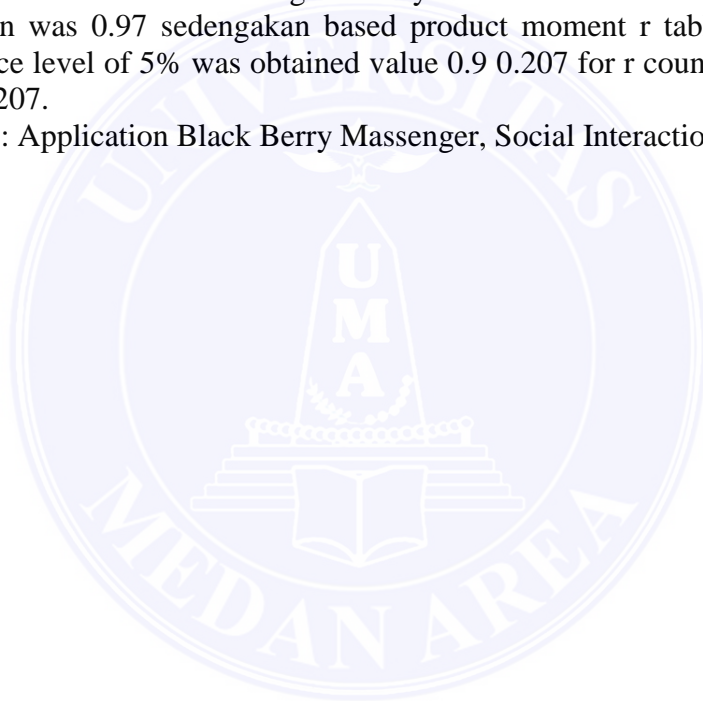 n was 0.97 sedengakan based product moment r tab
ce level of 5% was obtained value 0.9 0.207 for r coun
207.
: Application Black Berry Massenger, Social Interactio
UNIVERSITAS
UMA
MEDAN AREA